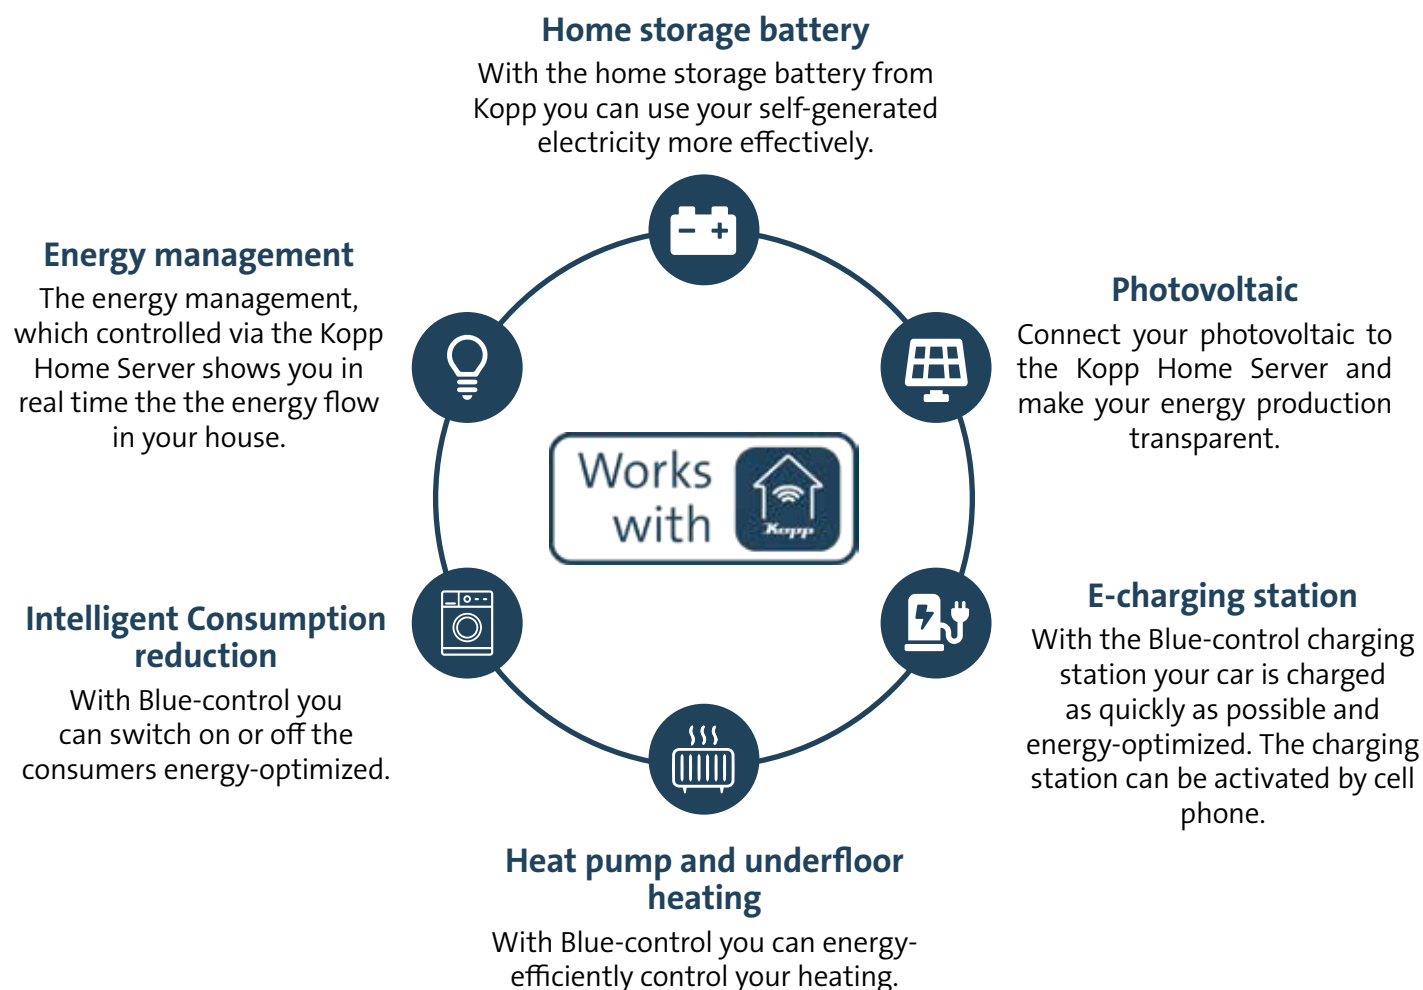 Home storage battery
With the home storage battery from
Kopp you can use your self-generated
electricity more effectively.
Energy management
The energy management,
which controlled via the Kopp
Home Server shows you in
real time the the energy flow
in your house.
Photovoltaic
Connect your photovoltaic to
the Kopp Home Server and
make your energy production
transparent.
Works
with
Kopp
Intelligent Consumption
reduction
With Blue-control you
can switch on or off the
consumers energy-optimized.
E-charging station
With the Blue-control charging
station your car is charged
as quickly as possible and
energy-optimized. The charging
station can be activated by cell
phone.
Heat pump and underfloor
heating
With Blue-control you can energy-
efficiently control your heating.